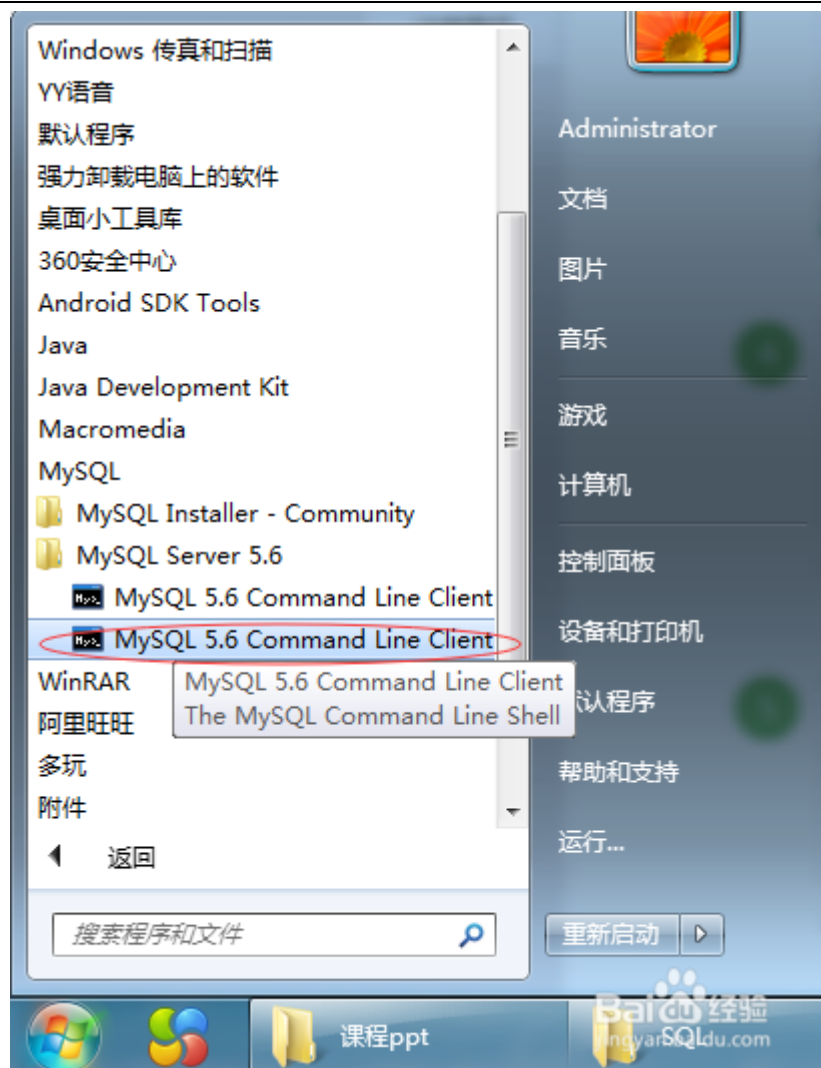 Windows 传真和扫描
YY语音
默认程序
强力卸载电脑上的软件
桌面小工具库
360安全中心
Android SDK Tools
Java
Java Development Kit
Macromedia
MySQL
MySQL Installer - Community
MySQL Server 5.6
MySQL 5.6 Command Line Client
MySQL 5.6 Command Line Client
WinRAR
MySQL 5.6 Command Line Client
The MySQL Command Line Shell
阿里旺旺
多玩
附件
返回
搜索程序和文件
Administrator
文档
图片
音乐
游戏
计算机
控制面板
设备和打印机
认程序
帮助和支持
运行...
重新启动
课程ppt
SQL
Baidu 经验